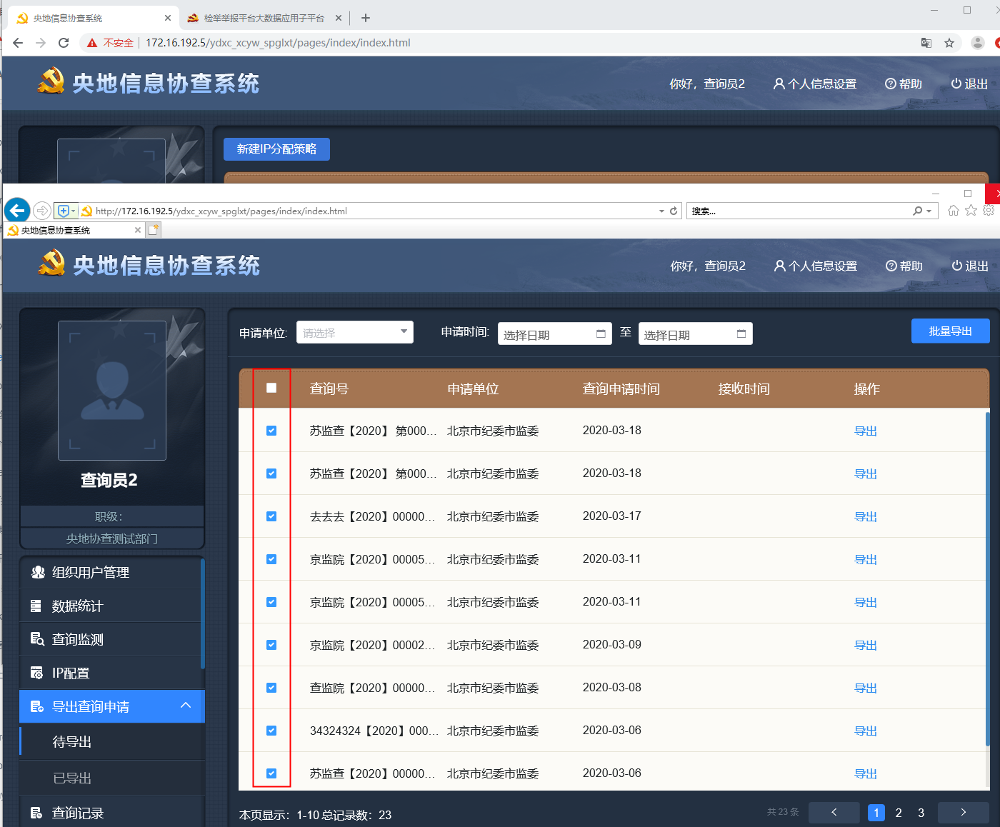 央地信息协查系统
检举举报平台大数据应用子平台
不安全 172.16.192.5/ydxc_xcyw_spglxt/pages/index/index.html
央地信息协查系统
你好，查询员2 个人信息设置 帮助 退出
新建IP分配策略
http://172.16.192.5/ydxc_xcyw_spglxt/pages/index/index.html
搜索...
央地信息协查系统
央地信息协查系统
你好，查询员2 个人信息设置 帮助 退出
查询员2
职级：
央地协查测试部门
组织用户管理
数据统计
查询监测
IP配置
导出查询申请
待导出
已导出
查询记录
申请单位: 请选择 申请时间: 选择日期 至 选择日期 批量导出
查询号 申请单位 查询申请时间 接收时间 操作
苏监查【2020】 第000... 北京市纪委市监委 2020-03-18 导出
苏监查【2020】 第000... 北京市纪委市监委 2020-03-18 导出
去去去【2020】00000... 北京市纪委市监委 2020-03-17 导出
京监院【2020】00005... 北京市纪委市监委 2020-03-11 导出
京监院【2020】00005... 北京市纪委市监委 2020-03-11 导出
京监院【2020】00002... 北京市纪委市监委 2020-03-09 导出
查监院【2020】00000... 北京市纪委市监委 2020-03-08 导出
34324324【2020】000... 北京市纪委市监委 2020-03-06 导出
苏监查【2020】00000... 北京市纪委市监委 2020-03-06 导出
本页显示：1-10 总记录数：23
共 23 条 1 2 3